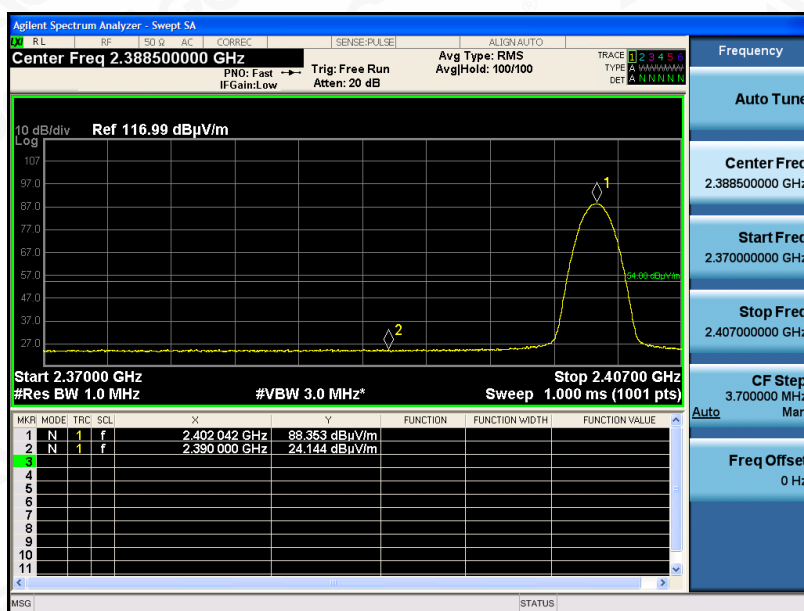 Agilent Spectrum Analyzer - Swept SA
LXI RL RF 50 Ω AC CORREC SENSE:PULSE ALIGN AUTO
Center Freq 2.388500000 GHz
PNO: Fast
IFGain:Low
Trig: Free Run
Atten: 20 dB
Avg Type: RMS
Avg|Hold: 100/100
TRACE 1 2 3 4 5 6
TYPE A WWWWW
DET A N N N N N
10 dB/div Ref 116.99 dBµV/m
Log
107
97.0
87.0
77.0
67.0
57.0
47.0
37.0
27.0
1
54.00 dBµV/m
2
Start 2.37000 GHz Stop 2.40700 GHz
#Res BW 1.0 MHz #VBW 3.0 MHz* Sweep 1.000 ms (1001 pts)
MKR MODE TRC SCL X Y FUNCTION FUNCTION WIDTH FUNCTION VALUE
1 N 1 f 2.402 042 GHz 88.353 dBµV/m
2 N 1 f 2.390 000 GHz 24.144 dBµV/m
3
4
5
6
7
8
9
10
11
MSG STATUS
Frequency
Auto Tune
Center Freq
2.388500000 GHz
Start Freq
2.370000000 GHz
Stop Freq
2.407000000 GHz
CF Step
3.700000 MHz
Auto Man
Freq Offset
0 Hz